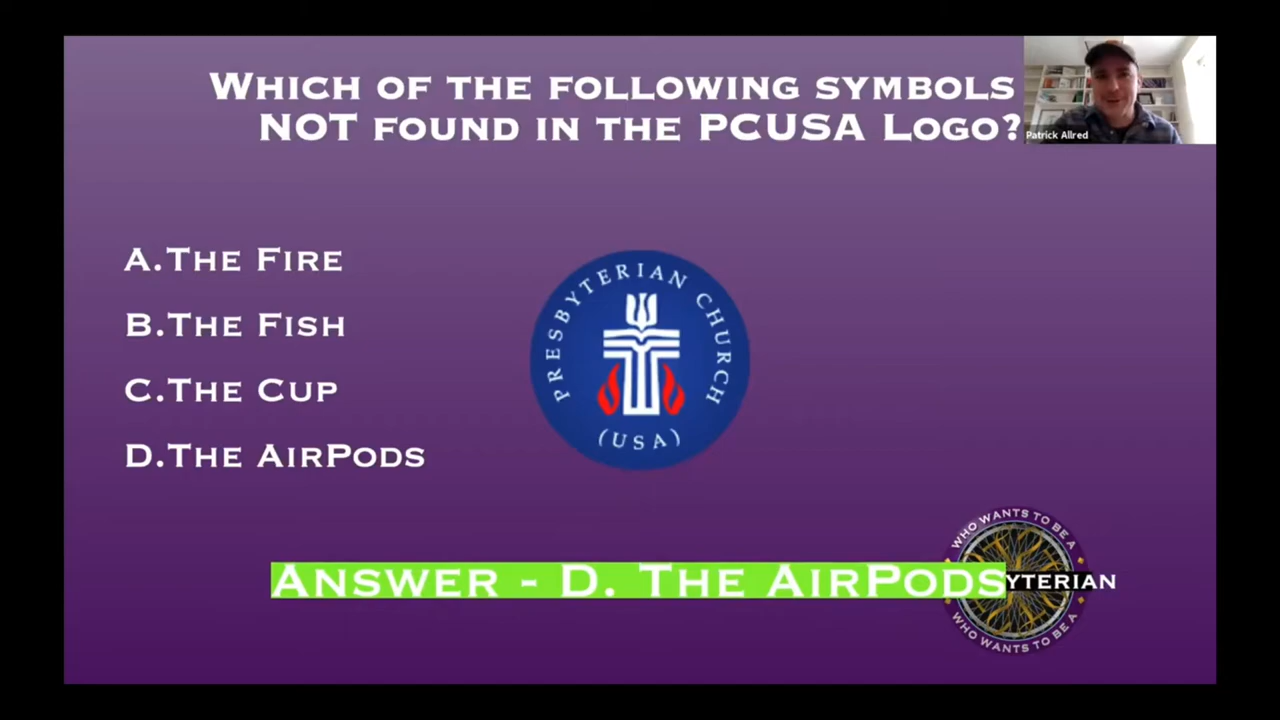 Which of the following symbols
NOT found in the PCUSA Logo?
Patrick Allred
A.The Fire
B.The Fish
C.The Cup
D.The AirPods
PRESBYTERIAN CHURCH
(USA)
Answer - D. The AirPods
WHO WANTS TO BE A
YTERIAN
WHO WANTS TO BE A